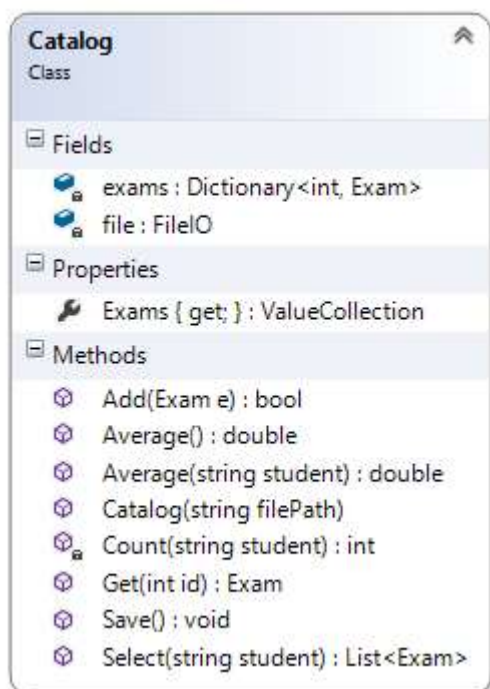 Catalog
Class
Fields
exams : Dictionary<int, Exam>
file : FileIO
Properties
Exams { get; } : ValueCollection
Methods
Add(Exam e) : bool
Average() : double
Average(string student) : double
Catalog(string filePath)
Count(string student) : int
Get(int id) : Exam
Save() : void
Select(string student) : List<Exam>